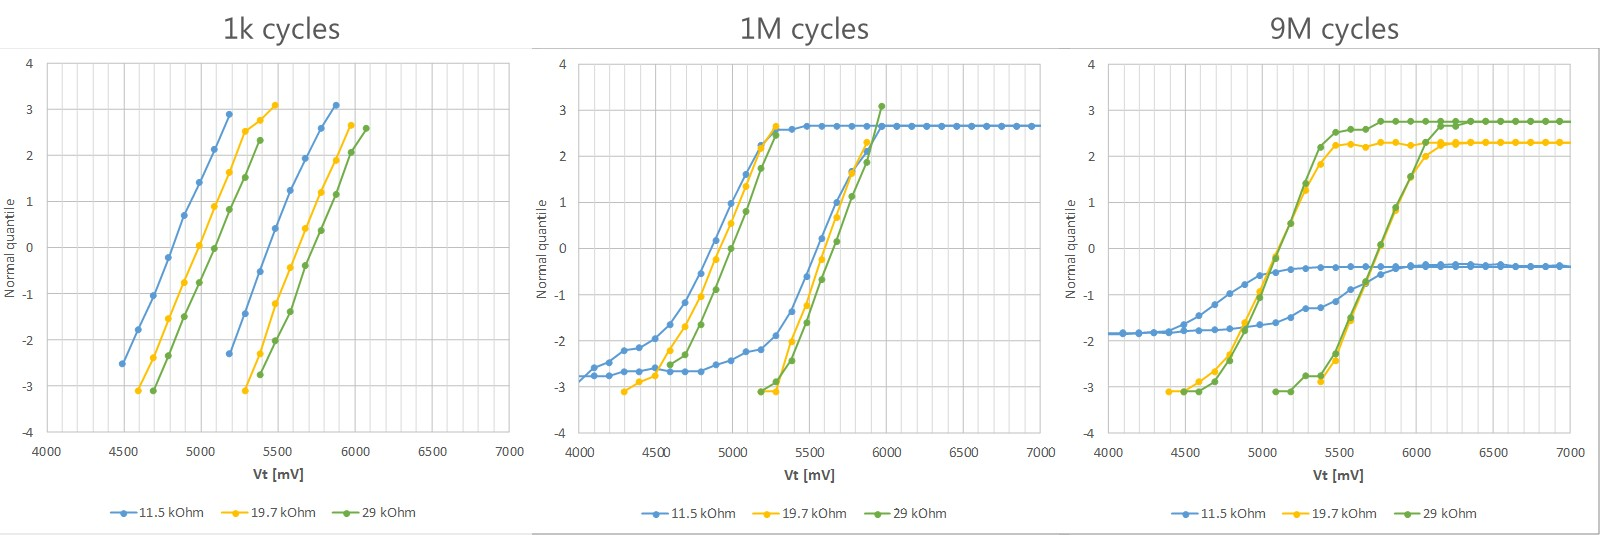 1k cycles
1M cycles
9M cycles
4
3
2
1
0
-1
-2
-3
-4
Normal quantile
4000 4500 5000 5500 6000 6500 7000
Vt [mV]
11.5 kOhm 19.7 kOhm 29 kOhm
4
3
2
1
0
-1
-2
-3
-4
Normal quantile
4000 4500 5000 5500 6000 6500 7000
Vt [mV]
11.5 kOhm 19.7 kOhm 29 kOhm
4
3
2
1
0
-1
-2
-3
-4
Normal quantile
4000 4500 5000 5500 6000 6500 7000
Vt [mV]
11.5 kOhm 19.7 kOhm 29 kOhm